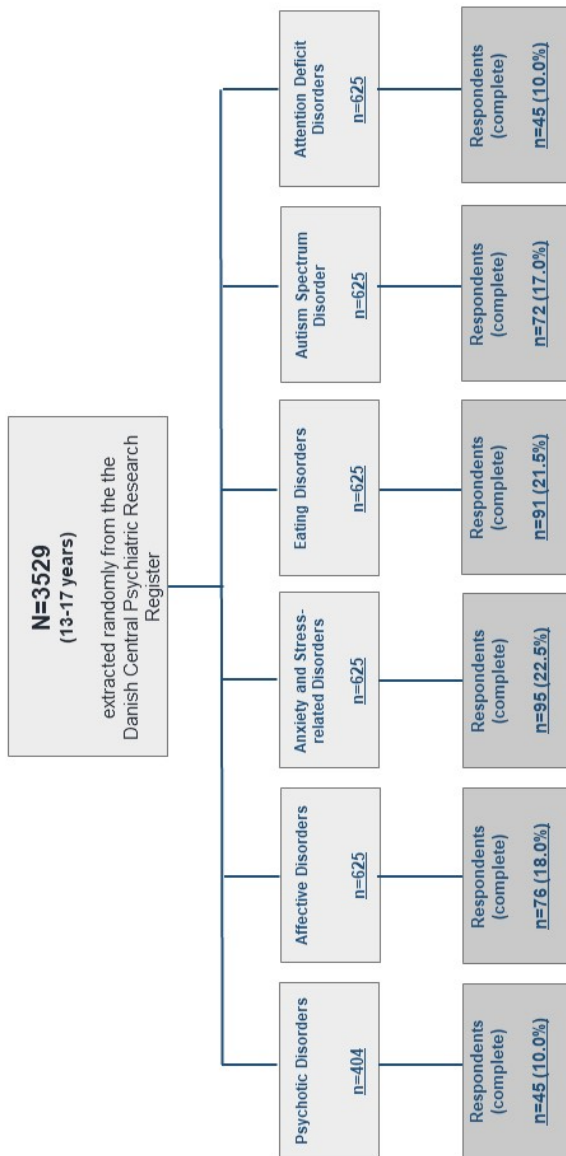 N=3529
(13-17 years)
extracted randomly from the the
Danish Central Psychiatric Research
Register
Psychotic Disorders
n=404
Affective Disorders
n=625
Anxiety and Stress-
related Disorders
n=625
Eating Disorders
n=625
Autism Spectrum
Disorder
n=625
Attention Deficit
Disorders
n=625
Respondents
(complete)
n=45 (10.0%)
Respondents
(complete)
n=76 (18.0%)
Respondents
(complete)
n=95 (22.5%)
Respondents
(complete)
n=91 (21.5%)
Respondents
(complete)
n=72 (17.0%)
Respondents
(complete)
n=45 (10.0%)